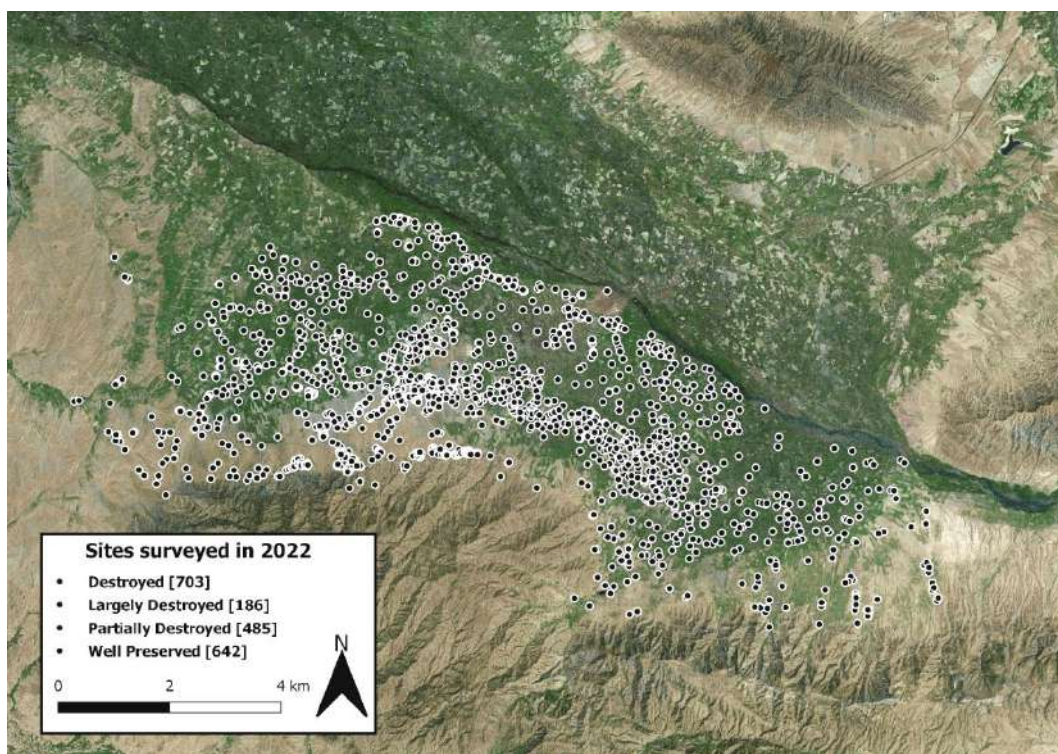 Sites surveyed in 2022
Destroyed [703]
Largely Destroyed [186]
Partially Destroyed [485]
Well Preserved [642]
N
0 2 4 km